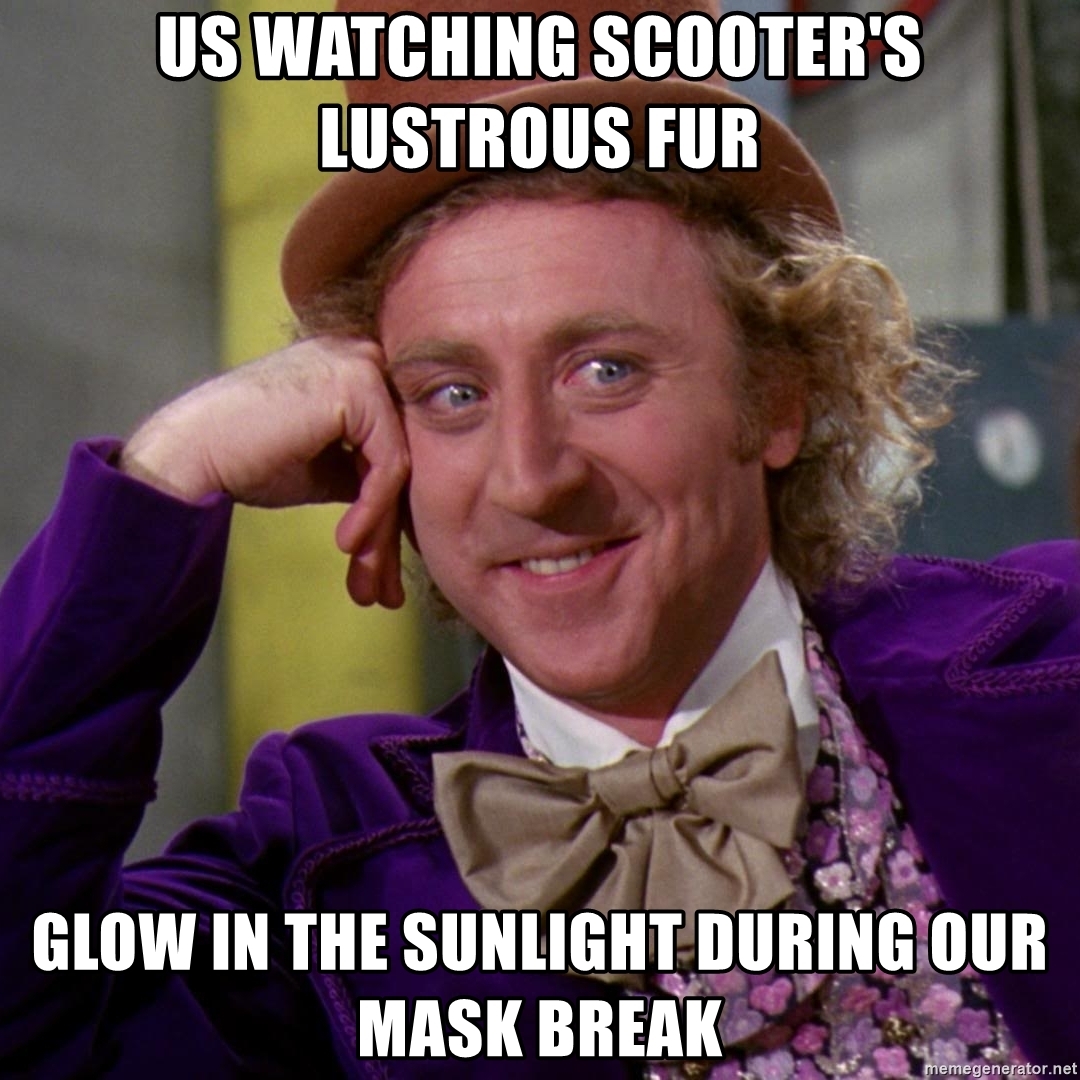 US WATCHING SCOOTER'S
LUSTROUS FUR
GLOW IN THE SUNLIGHT DURING OUR
MASK BREAK
memegenerator.net